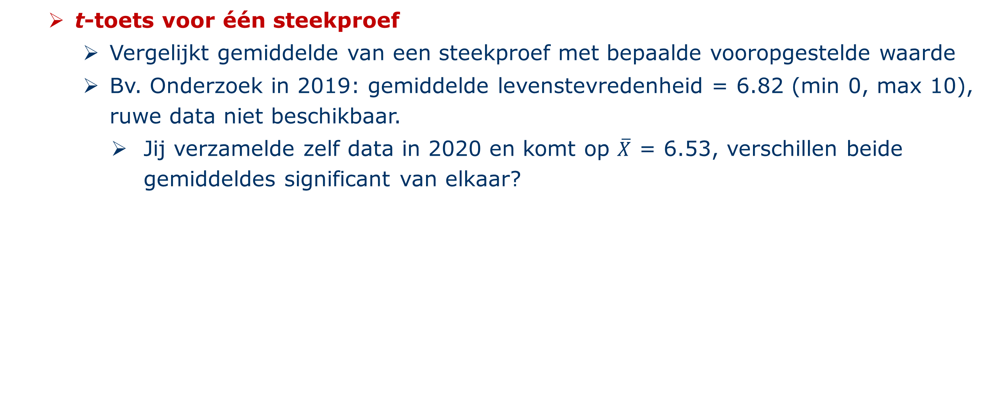 t-toets voor één steekproef
Vergelijkt gemiddelde van een steekproef met bepaalde vooropgestelde waarde
Bv. Onderzoek in 2019: gemiddelde levenstevredenheid = 6.82 (min 0, max 10),
ruwe data niet beschikbaar.
Jij verzamelde zelf data in 2020 en komt op X̄ = 6.53, verschillen beide
gemiddeldes significant van elkaar?